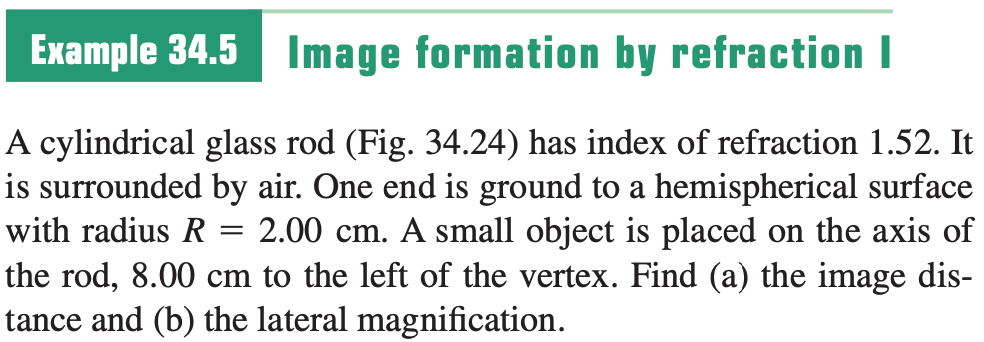 Example 34.5 Image formation by refraction I
A cylindrical glass rod (Fig. 34.24) has index of refraction 1.52. It
is surrounded by air. One end is ground to a hemispherical surface
with radius R = 2.00 cm. A small object is placed on the axis of
the rod, 8.00 cm to the left of the vertex. Find (a) the image dis-
tance and (b) the lateral magnification.